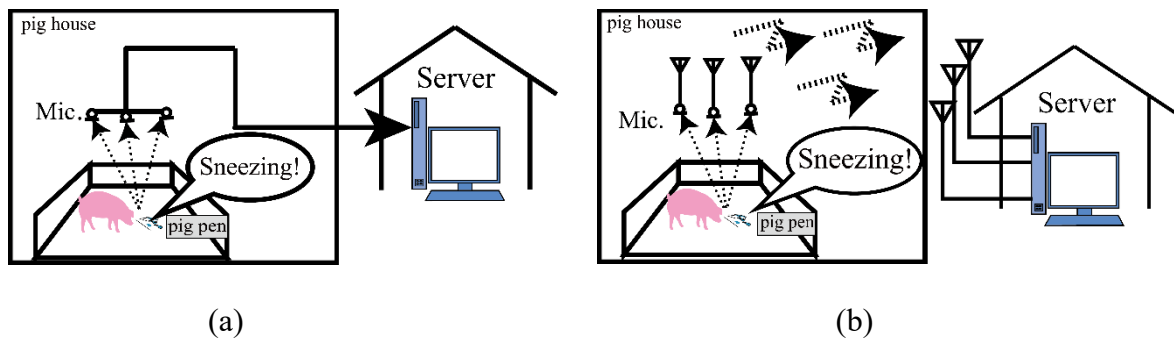 pig house
Server
Mic.
Sneezing!
pig pen
(a)
pig house
Server
Mic.
Sneezing!
pig pen
(b)